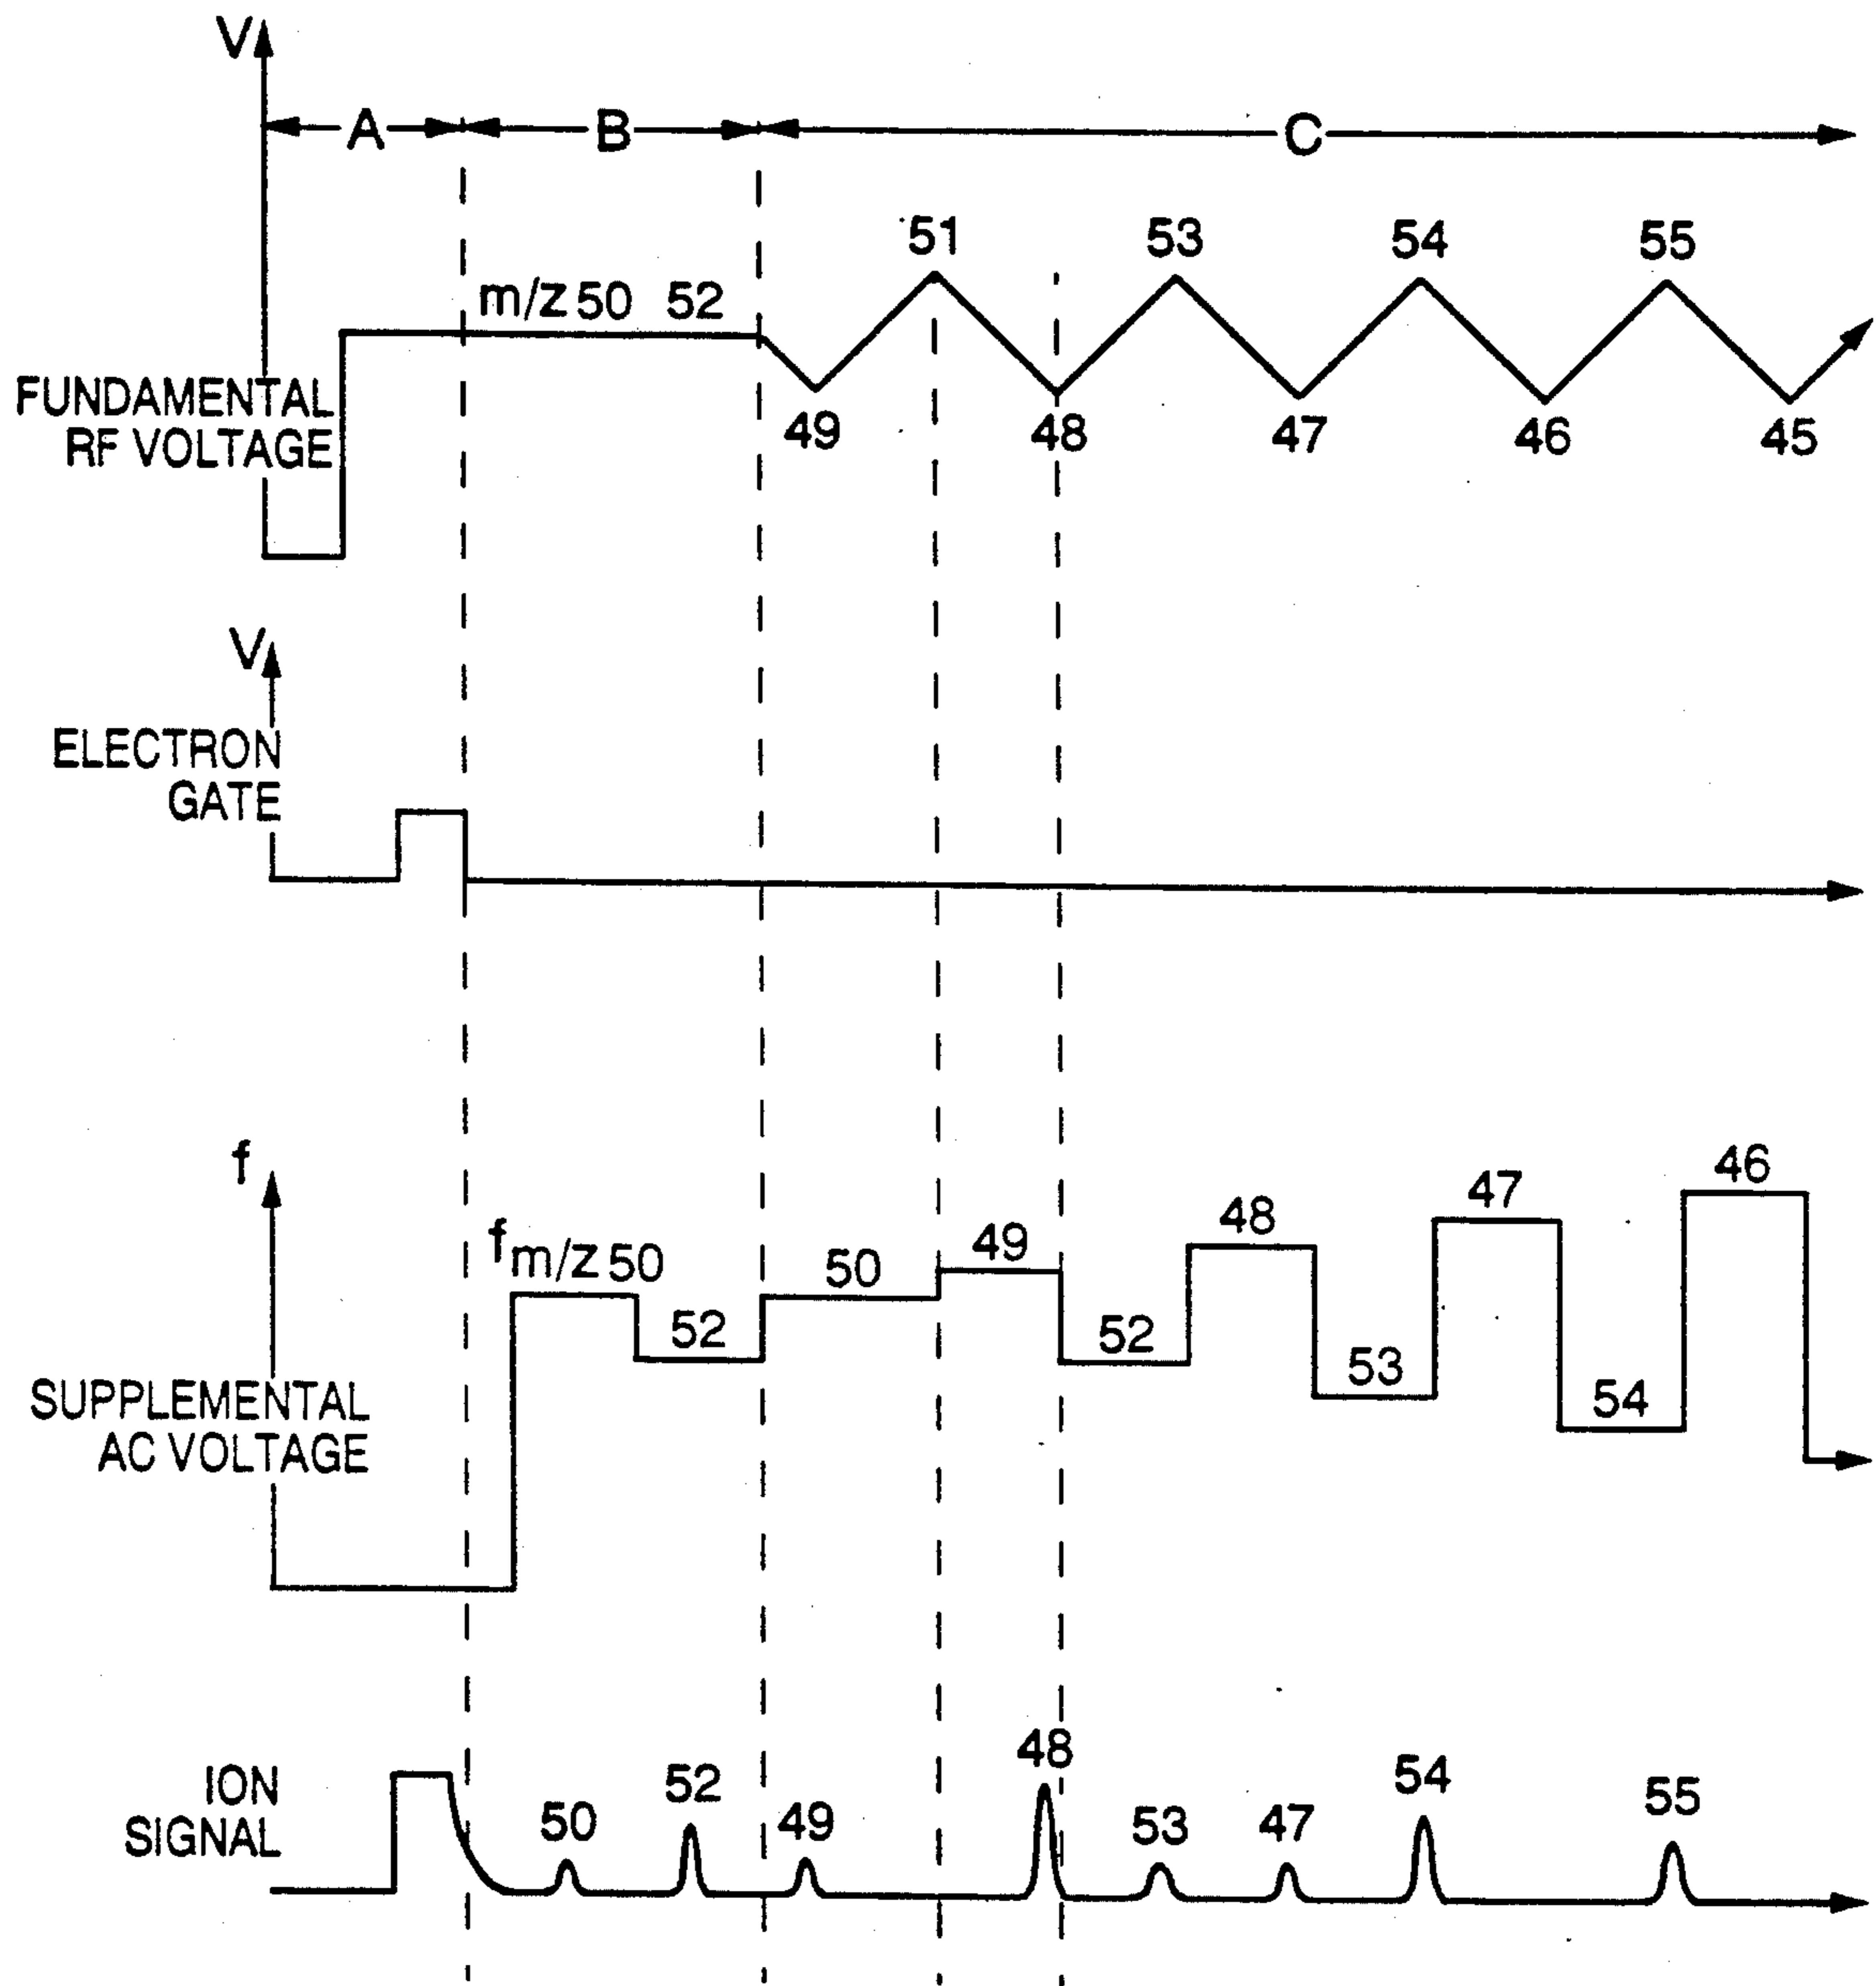 V
A B C
51 53 54 55
m/z 50 52
FUNDAMENTAL
RF VOLTAGE
49 48 47 46 45
V
ELECTRON
GATE
f
46
47
48
49
fm/z 50
50
52
52
53
54
SUPPLEMENTAL
AC VOLTAGE
ION
SIGNAL
50 52 49 48 53 47 54 55